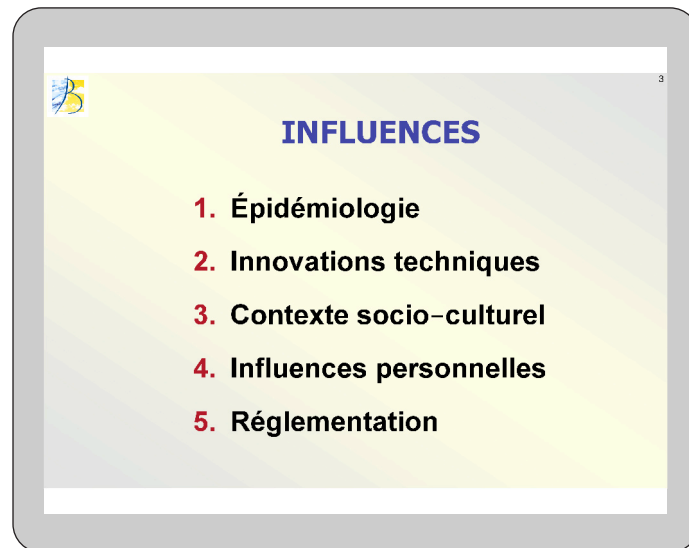 3
INFLUENCES
1. Épidémiologie
2. Innovations techniques
3. Contexte socio-culturel
4. Influences personnelles
5. Réglementation